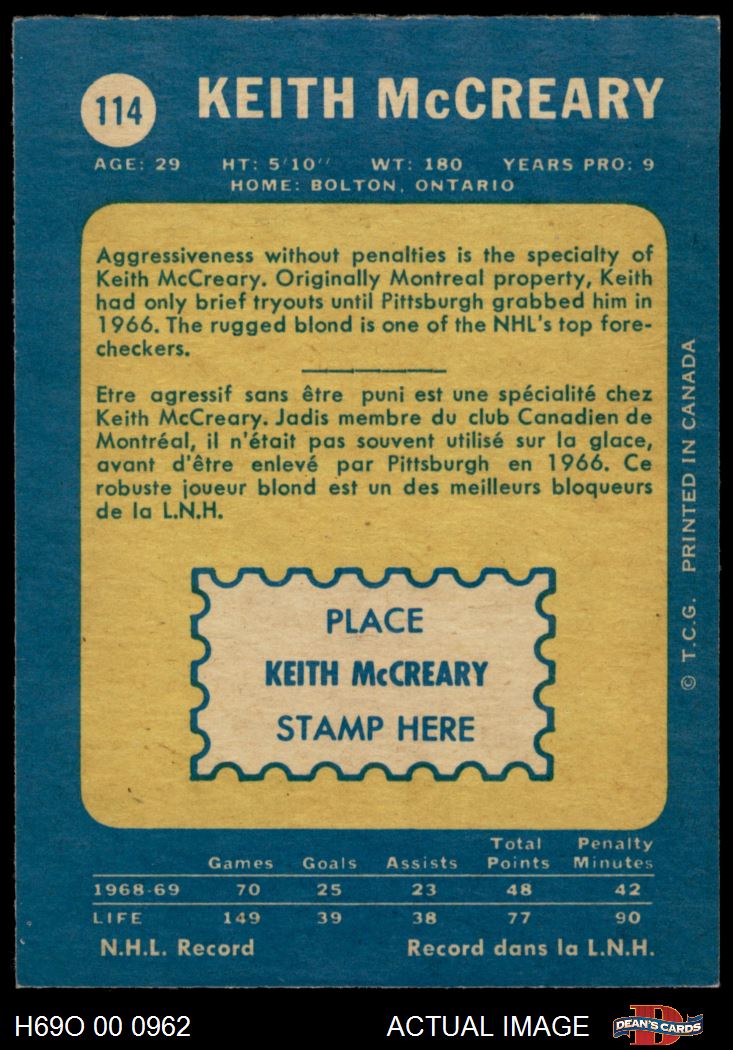 114
KEITH McCREARY
AGE: 29 HT: 5'10'' WT: 180 YEARS PRO: 9
HOME: BOLTON, ONTARIO
Aggressiveness without penalties is the specialty of
Keith McCreary. Originally Montreal property, Keith
had only brief tryouts until Pittsburgh grabbed him in
1966. The rugged blond is one of the NHL's top fore-
checkers.
Etre agressif sans être puni est une spécialité chez
Keith McCreary. Jadis membre du club Canadien de
Montréal, il n'était pas souvent utilisé sur la glace,
avant d'être enlevé par Pittsburgh en 1966. Ce
robuste joueur blond est un des meilleurs bloqueurs
de la L.N.H.
PLACE
KEITH McCREARY
STAMP HERE
© T.C.G. PRINTED IN CANADA
Total Penalty
Games Goals Assists Points Minutes
1968-69 70 25 23 48 42
LIFE 149 39 38 77 90
N.H.L. Record Record dans la L.N.H.
H69O 00 0962 ACTUAL IMAGE D DEAN'S CARDS